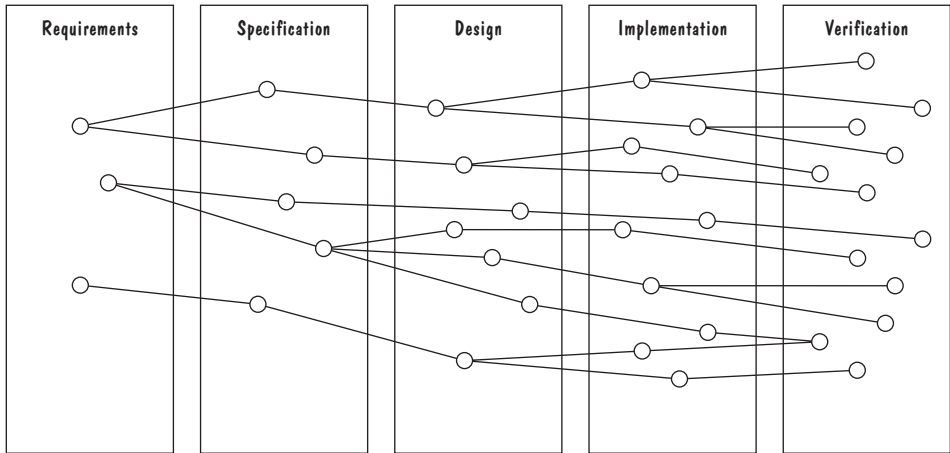 Requirements
Specification
Design
Implementation
Verification